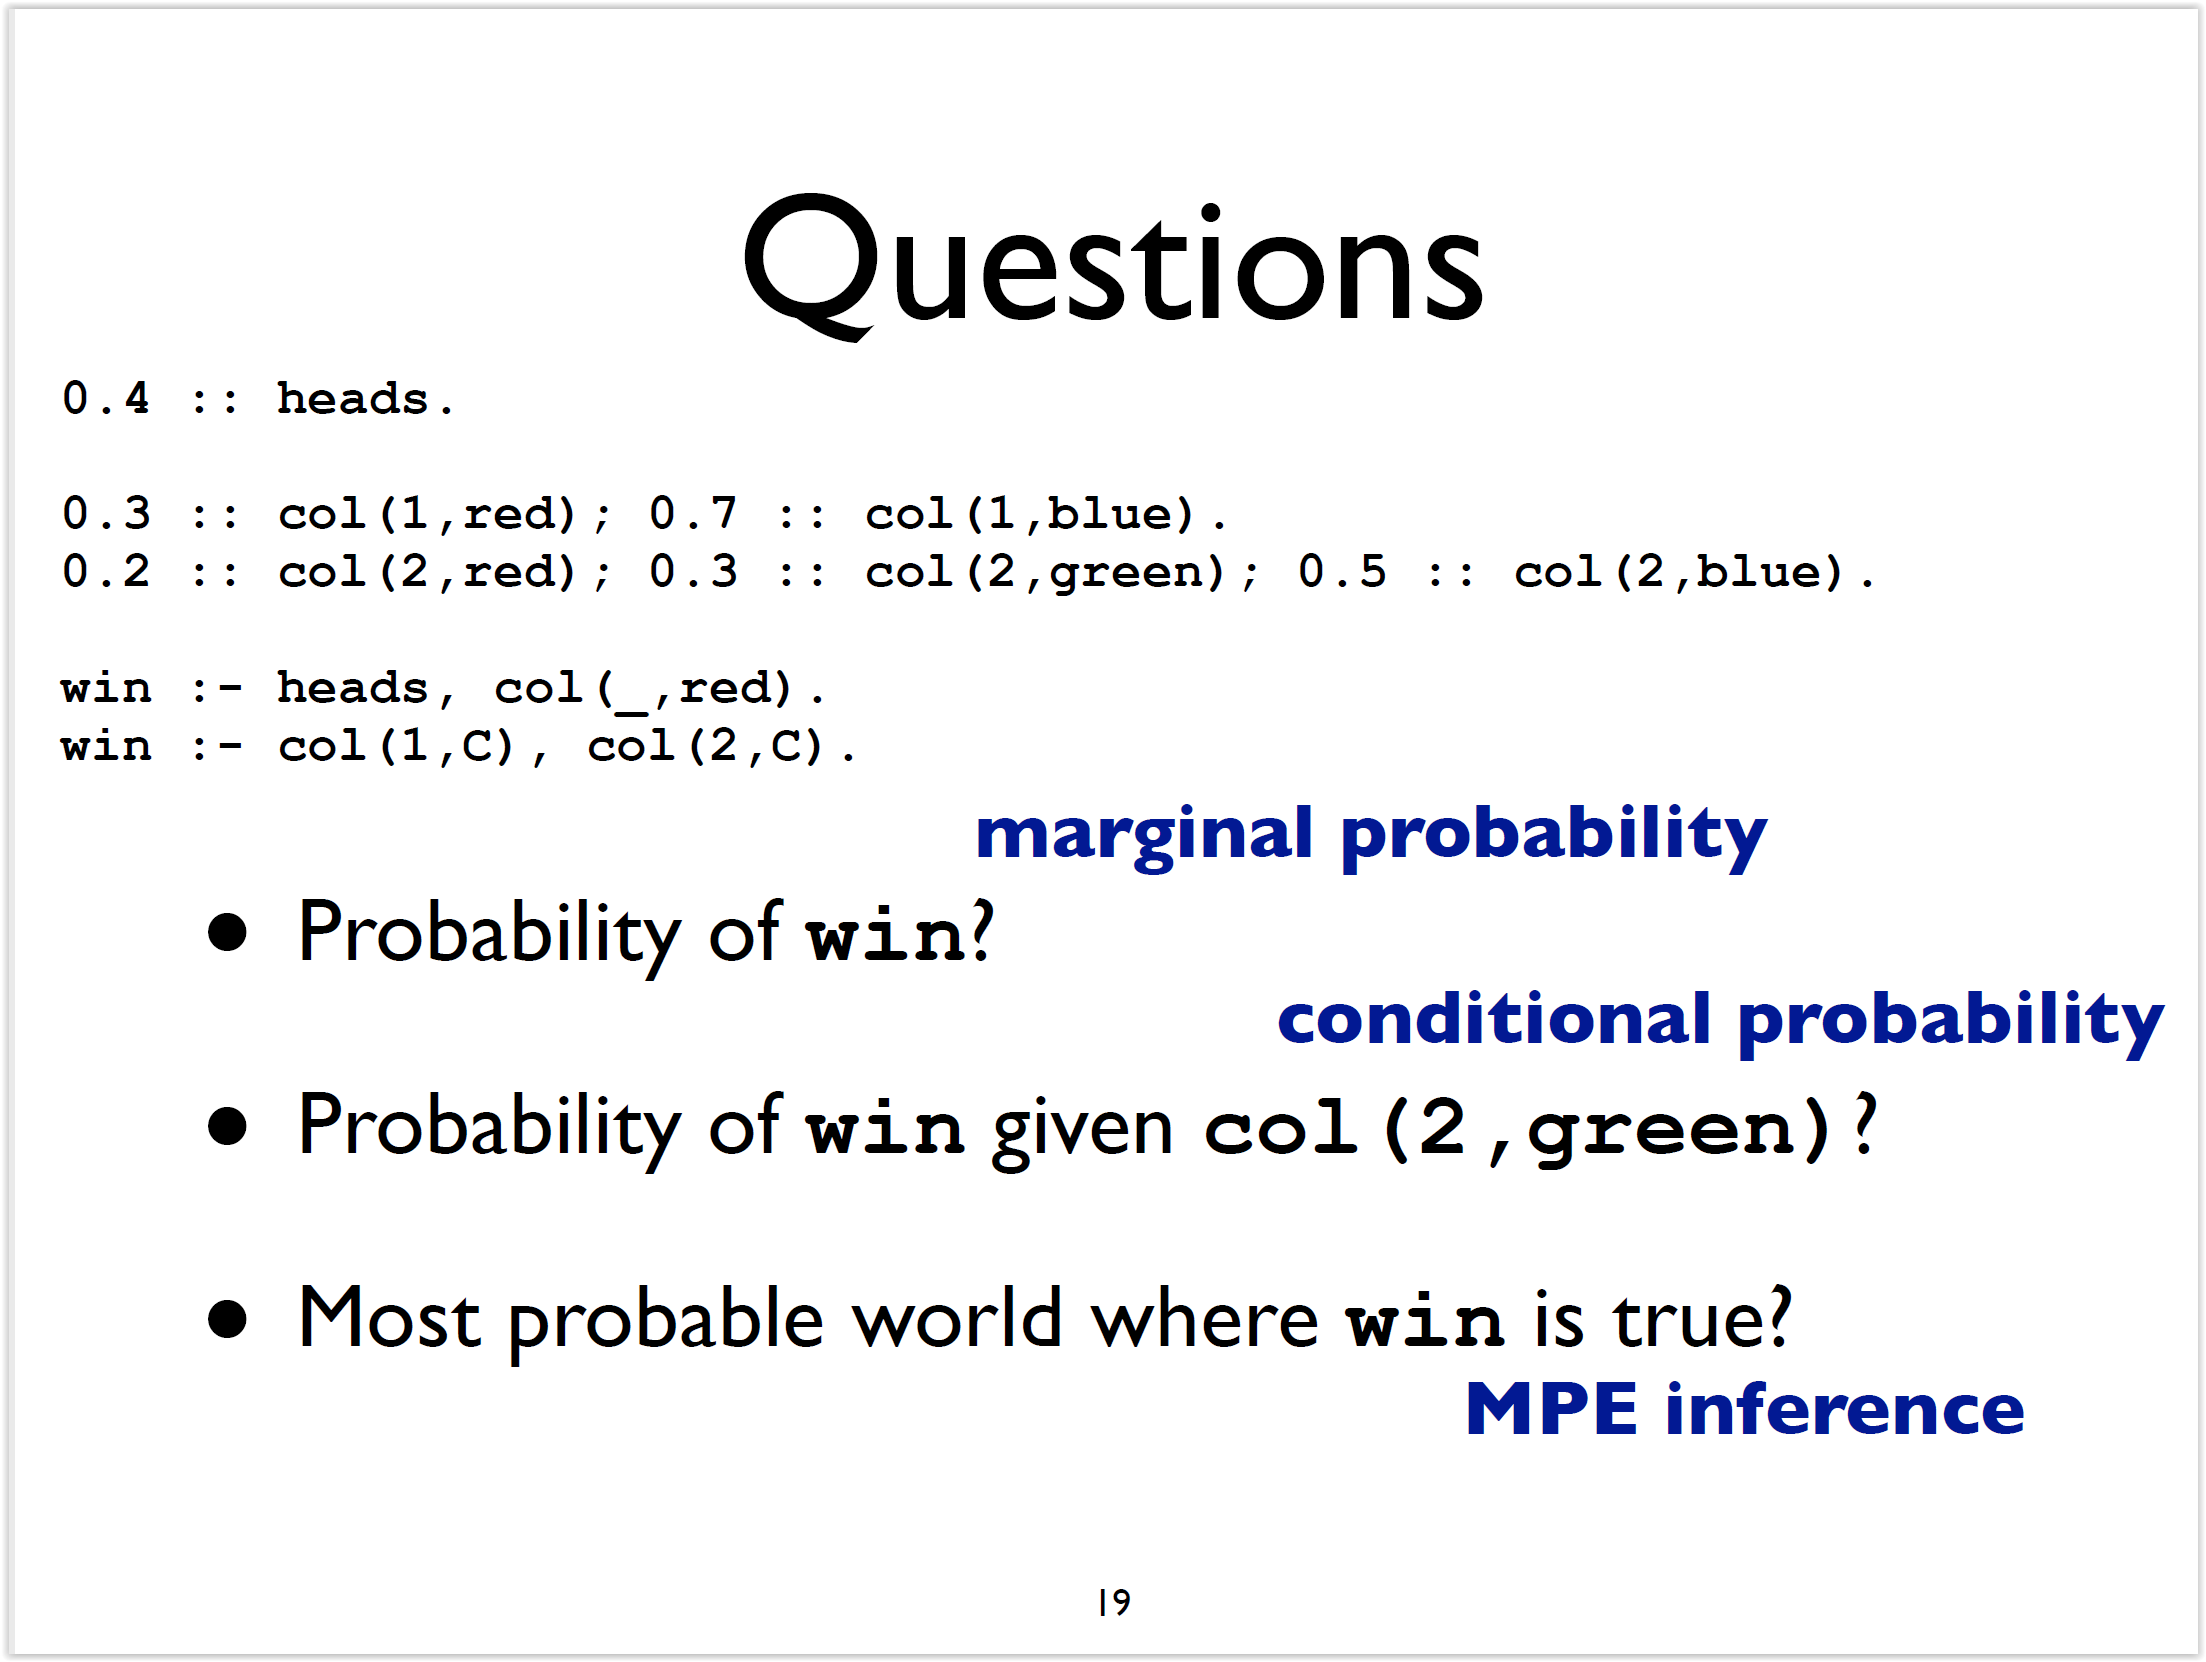 Questions
0.4 :: heads.
0.3 :: col(1,red); 0.7 :: col(1,blue).
0.2 :: col(2,red); 0.3 :: col(2,green); 0.5 :: col(2,blue).
win :- heads, col(_,red).
win :- col(1,C), col(2,C).
marginal probability
• Probability of win?
conditional probability
• Probability of win given col(2,green)?
• Most probable world where win is true?
MPE inference
19